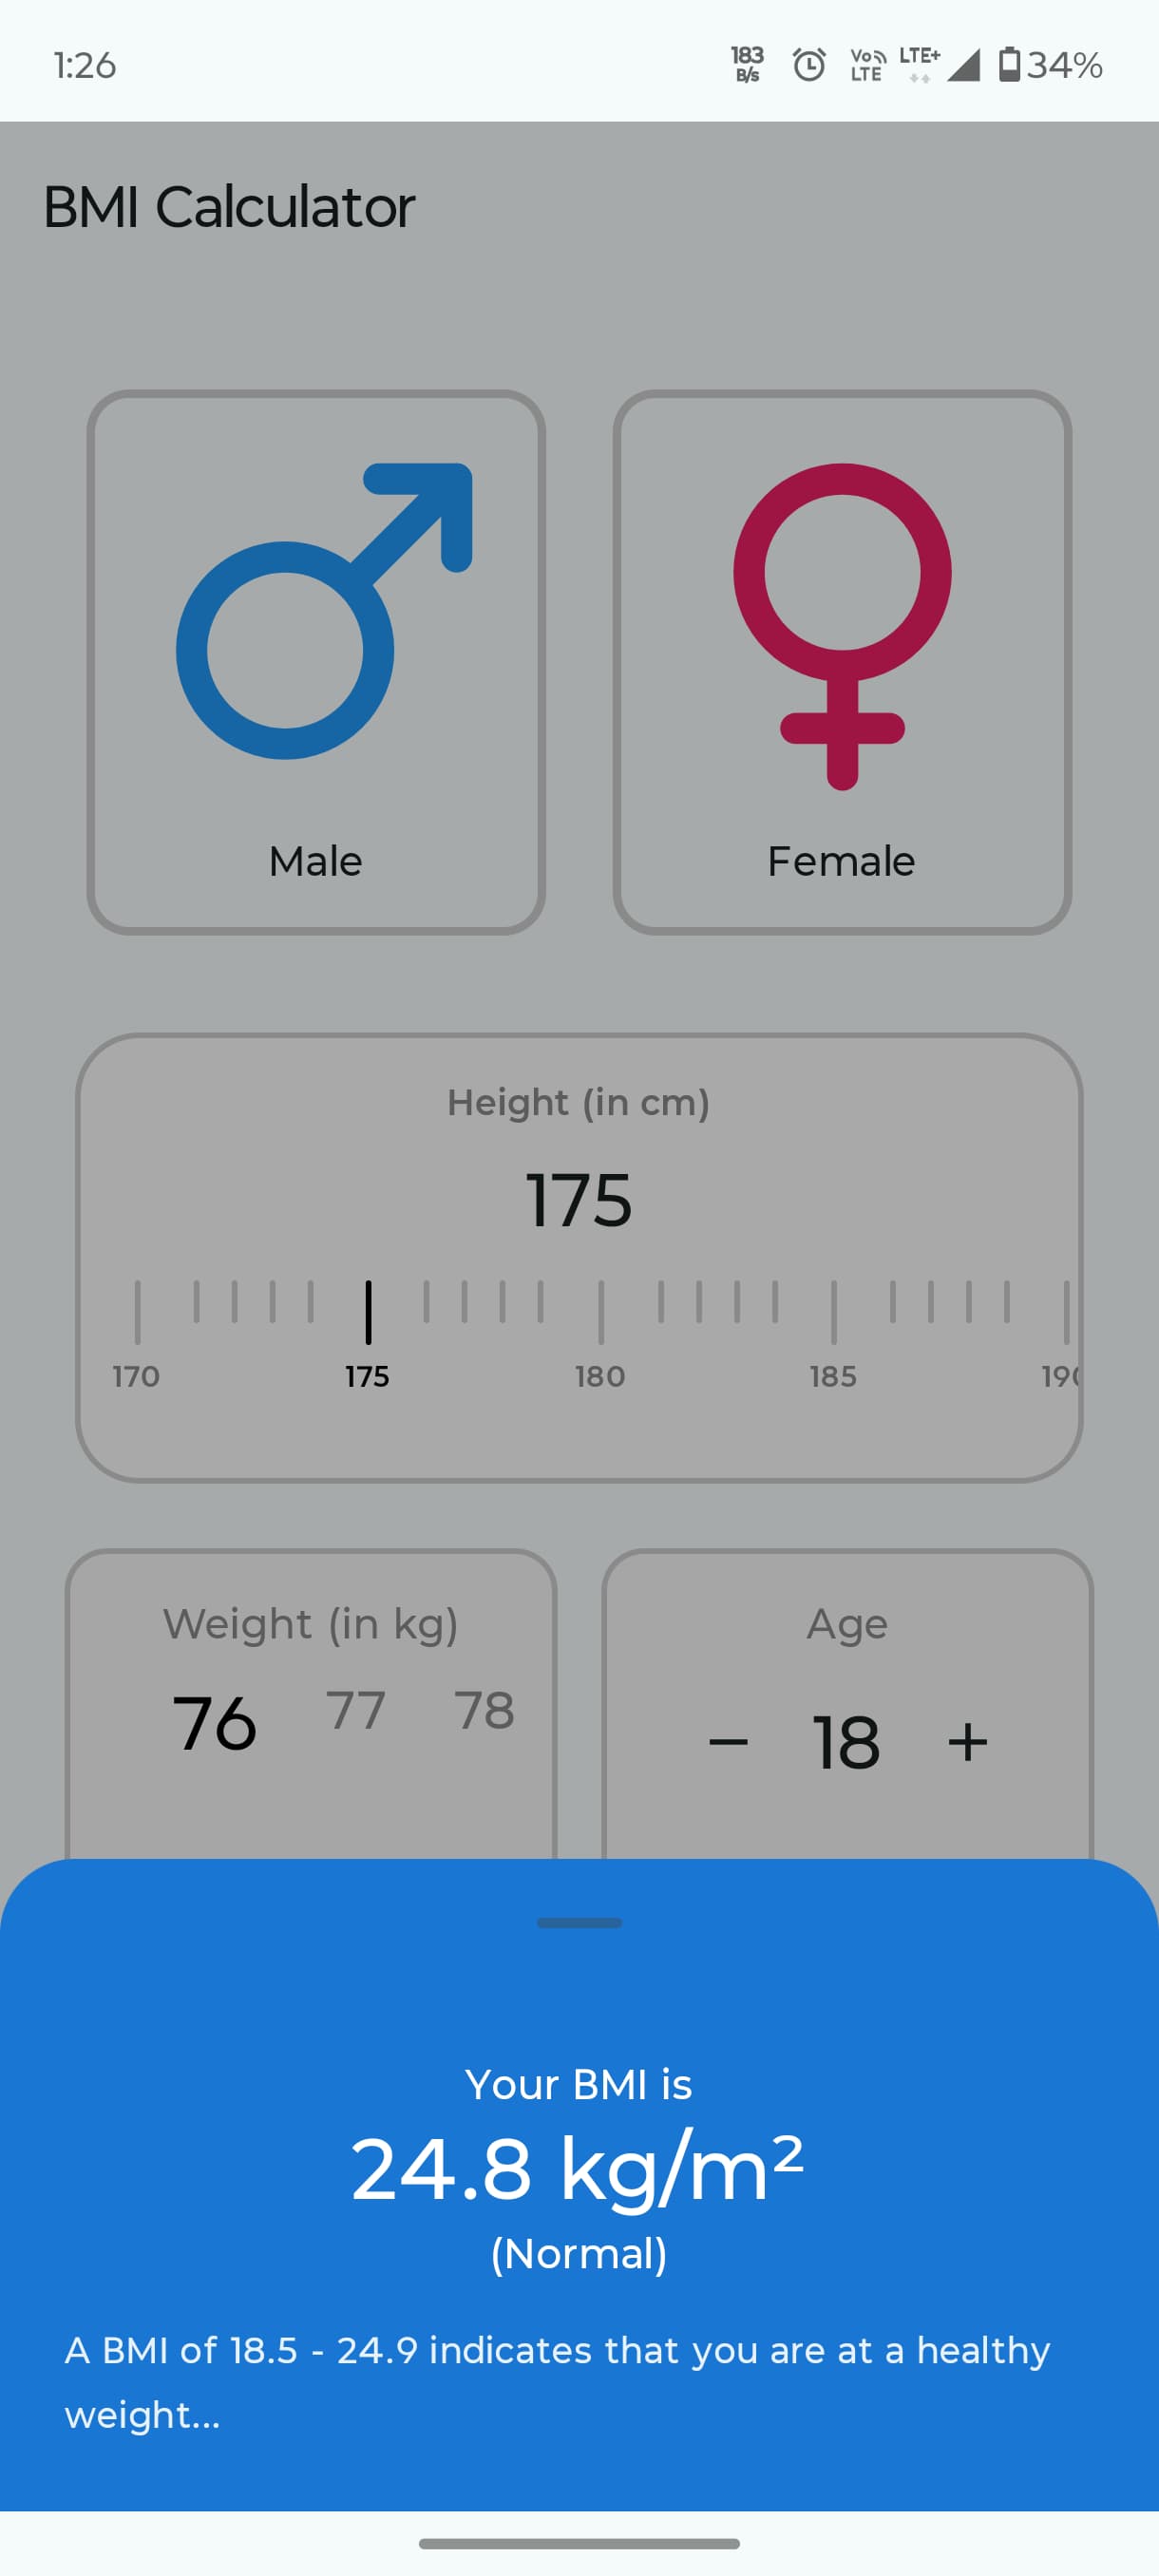 1:26 183 B/s Vo LTE LTE+ 34%
BMI Calculator
Male Female
Height (in cm)
175
170 175 180 185
Weight (in kg) Age
76 77 78 − 18 +
Your BMI is
24.8 kg/m²
(Normal)
A BMI of 18.5 - 24.9 indicates that you are at a healthy
weight...